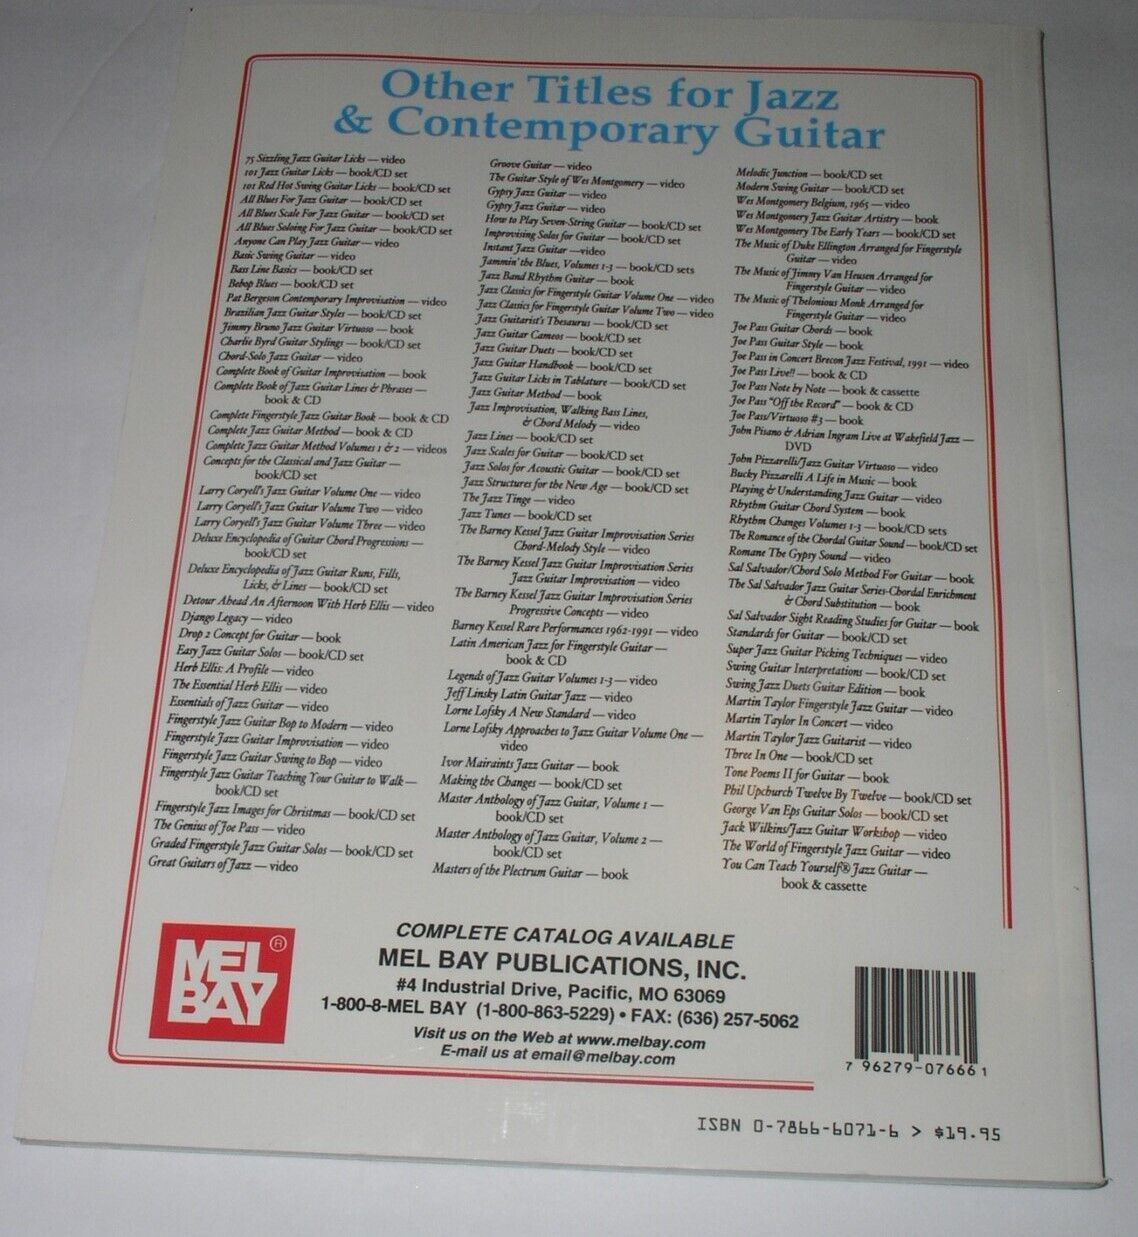 Other Titles for Jazz
& Contemporary Guitar
75 Sizzling Jazz Guitar Licks — video
101 Jazz Guitar Licks — book/CD set
101 Red Hot Swing Guitar Licks — book/CD set
All Blues For Jazz Guitar — book/CD set
All Blues Scale For Jazz Guitar — book/CD set
All Blues Soloing For Jazz Guitar — book/CD set
Anyone Can Play Jazz Guitar — video
Basic Swing Guitar — video
Bass Line Basics — book/CD set
Bebop Blues — book/CD set
Pat Bergeson Contemporary Improvisation — video
Brazilian Jazz Guitar Styles — book/CD set
Jimmy Bruno Jazz Guitar Virtuoso — book
Charlie Byrd Guitar Stylings — book/CD set
Chord-Solo Jazz Guitar — video
Complete Book of Guitar Improvisation — book
Complete Book of Jazz Guitar Lines & Phrases —
book & CD
Complete Fingerstyle Jazz Guitar Book — book & CD
Complete Jazz Guitar Method — book & CD
Complete Jazz Guitar Method Volumes 1 & 2 — videos
Concepts for the Classical and Jazz Guitar —
book/CD set
Larry Coryell's Jazz Guitar Volume One — video
Larry Coryell's Jazz Guitar Volume Two — video
Larry Coryell's Jazz Guitar Volume Three — video
Deluxe Encyclopedia of Guitar Chord Progressions —
book/CD set
Deluxe Encyclopedia of Jazz Guitar Runs, Fills,
Licks, & Lines — book/CD set
Detour Ahead An Afternoon With Herb Ellis — video
Django Legacy — video
Drop 2 Concept for Guitar — book
Easy Jazz Guitar Solos — book/CD set
Herb Ellis: A Profile — video
The Essential Herb Ellis — video
Essentials of Jazz Guitar — video
Fingerstyle Jazz Guitar Bop to Modern — video
Fingerstyle Jazz Guitar Improvisation — video
Fingerstyle Jazz Guitar Swing to Bop — video
Fingerstyle Jazz Guitar Teaching Your Guitar to Walk —
book/CD set
Fingerstyle Jazz Images for Christmas — book/CD set
The Genius of Joe Pass — video
Graded Fingerstyle Jazz Guitar Solos — book/CD set
Great Guitars of Jazz — video
Groove Guitar — video
The Guitar Style of Wes Montgomery — video
Gypsy Jazz Guitar — video
Gypsy Jazz Guitar — video
How to Play Seven-String Guitar — book/CD set
Improvising Solos for Guitar — book/CD set
Instant Jazz Guitar —video
Jammin' the Blues, Volumes 1-3 — book/CD sets
Jazz Band Rhythm Guitar — book
Jazz Classics for Fingerstyle Guitar Volume One — video
Jazz Classics for Fingerstyle Guitar Volume Two — video
Jazz Guitarist's Thesaurus — book/CD set
Jazz Guitar Cameos — book/CD set
Jazz Guitar Duets — book/CD set
Jazz Guitar Handbook — book/CD set
Jazz Guitar Licks in Tablature — book/CD set
Jazz Guitar Method — book
Jazz Improvisation, Walking Bass Lines,
& Chord Melody — video
Jazz Lines — book/CD set
Jazz Scales for Guitar — book/CD set
Jazz Solos for Acoustic Guitar — book/CD set
Jazz Structures for the New Age — book/CD set
The Jazz Tinge — video
Jazz Tunes — book/CD set
The Barney Kessel Jazz Guitar Improvisation Series
Chord-Melody Style — video
The Barney Kessel Jazz Guitar Improvisation Series
Jazz Guitar Improvisation — video
The Barney Kessel Jazz Guitar Improvisation Series
Progressive Concepts — video
Barney Kessel Rare Performances 1962-1991 — video
Latin American Jazz for Fingerstyle Guitar —
book & CD
Legends of Jazz Guitar Volumes 1-3 — video
Jeff Linsky Latin Guitar Jazz — video
Lorne Lofsky A New Standard — video
Lorne Lofsky Approaches to Jazz Guitar Volume One —
video
Ivor Mairaints Jazz Guitar — book
Making the Changes — book/CD set
Master Anthology of Jazz Guitar, Volume 1 —
book/CD set
Master Anthology of Jazz Guitar, Volume 2 —
book/CD set
Masters of the Plectrum Guitar — book
Melodic Junction — book/CD set
Modern Swing Guitar — book/CD set
Wes Montgomery Belgium, 1965 — video
Wes Montgomery Jazz Guitar Artistry — book
Wes Montgomery The Early Years — book/CD set
The Music of Duke Ellington Arranged for Fingerstyle
Guitar — video
The Music of Jimmy Van Heusen Arranged for
Fingerstyle Guitar — video
The Music of Thelonious Monk Arranged for
Fingerstyle Guitar — video
Joe Pass Guitar Chords — book
Joe Pass Guitar Style — book
Joe Pass in Concert Brecon Jazz Festival, 1991 — video
Joe Pass Live!! — book & CD
Joe Pass Note by Note — book & cassette
Joe Pass "Off the Record" — book & CD
Joe Pass/Virtuoso #3 — book
John Pisano & Adrian Ingram Live at Wakefield Jazz —
DVD
John Pizzarelli/Jazz Guitar Virtuoso — video
Bucky Pizzarelli A Life in Music — book
Playing & Understanding Jazz Guitar — video
Rhythm Guitar Chord System — book
Rhythm Changes Volumes 1-3 — book/CD sets
The Romance of the Chordal Guitar Sound — book/CD set
Romane The Gypsy Sound — video
Sal Salvador/Chord Solo Method For Guitar — book
The Sal Salvador Jazz Guitar Series-Chordal Enrichment
& Chord Substitution — book
Sal Salvador Sight Reading Studies for Guitar — book
Standards for Guitar — book/CD set
Super Jazz Guitar Picking Techniques — video
Swing Guitar Interpretations — book/CD set
Swing Jazz Duets Guitar Edition — book
Martin Taylor Fingerstyle Jazz Guitar — video
Martin Taylor In Concert — video
Martin Taylor Jazz Guitarist — video
Three In One — book/CD set
Tone Poems II for Guitar — book
Phil Upchurch Twelve By Twelve — book/CD set
George Van Eps Guitar Solos — book/CD set
Jack Wilkins/Jazz Guitar Workshop — video
The World of Fingerstyle Jazz Guitar — video
You Can Teach Yourself® Jazz Guitar —
book & cassette
MEL ®
BAY
COMPLETE CATALOG AVAILABLE
MEL BAY PUBLICATIONS, INC.
#4 Industrial Drive, Pacific, MO 63069
1-800-8-MEL BAY (1-800-863-5229) • FAX: (636) 257-5062
Visit us on the Web at www.melbay.com
E-mail us at email@melbay.com
7 96279-07666 1
ISBN 0-7866-6071-6 > $19.95